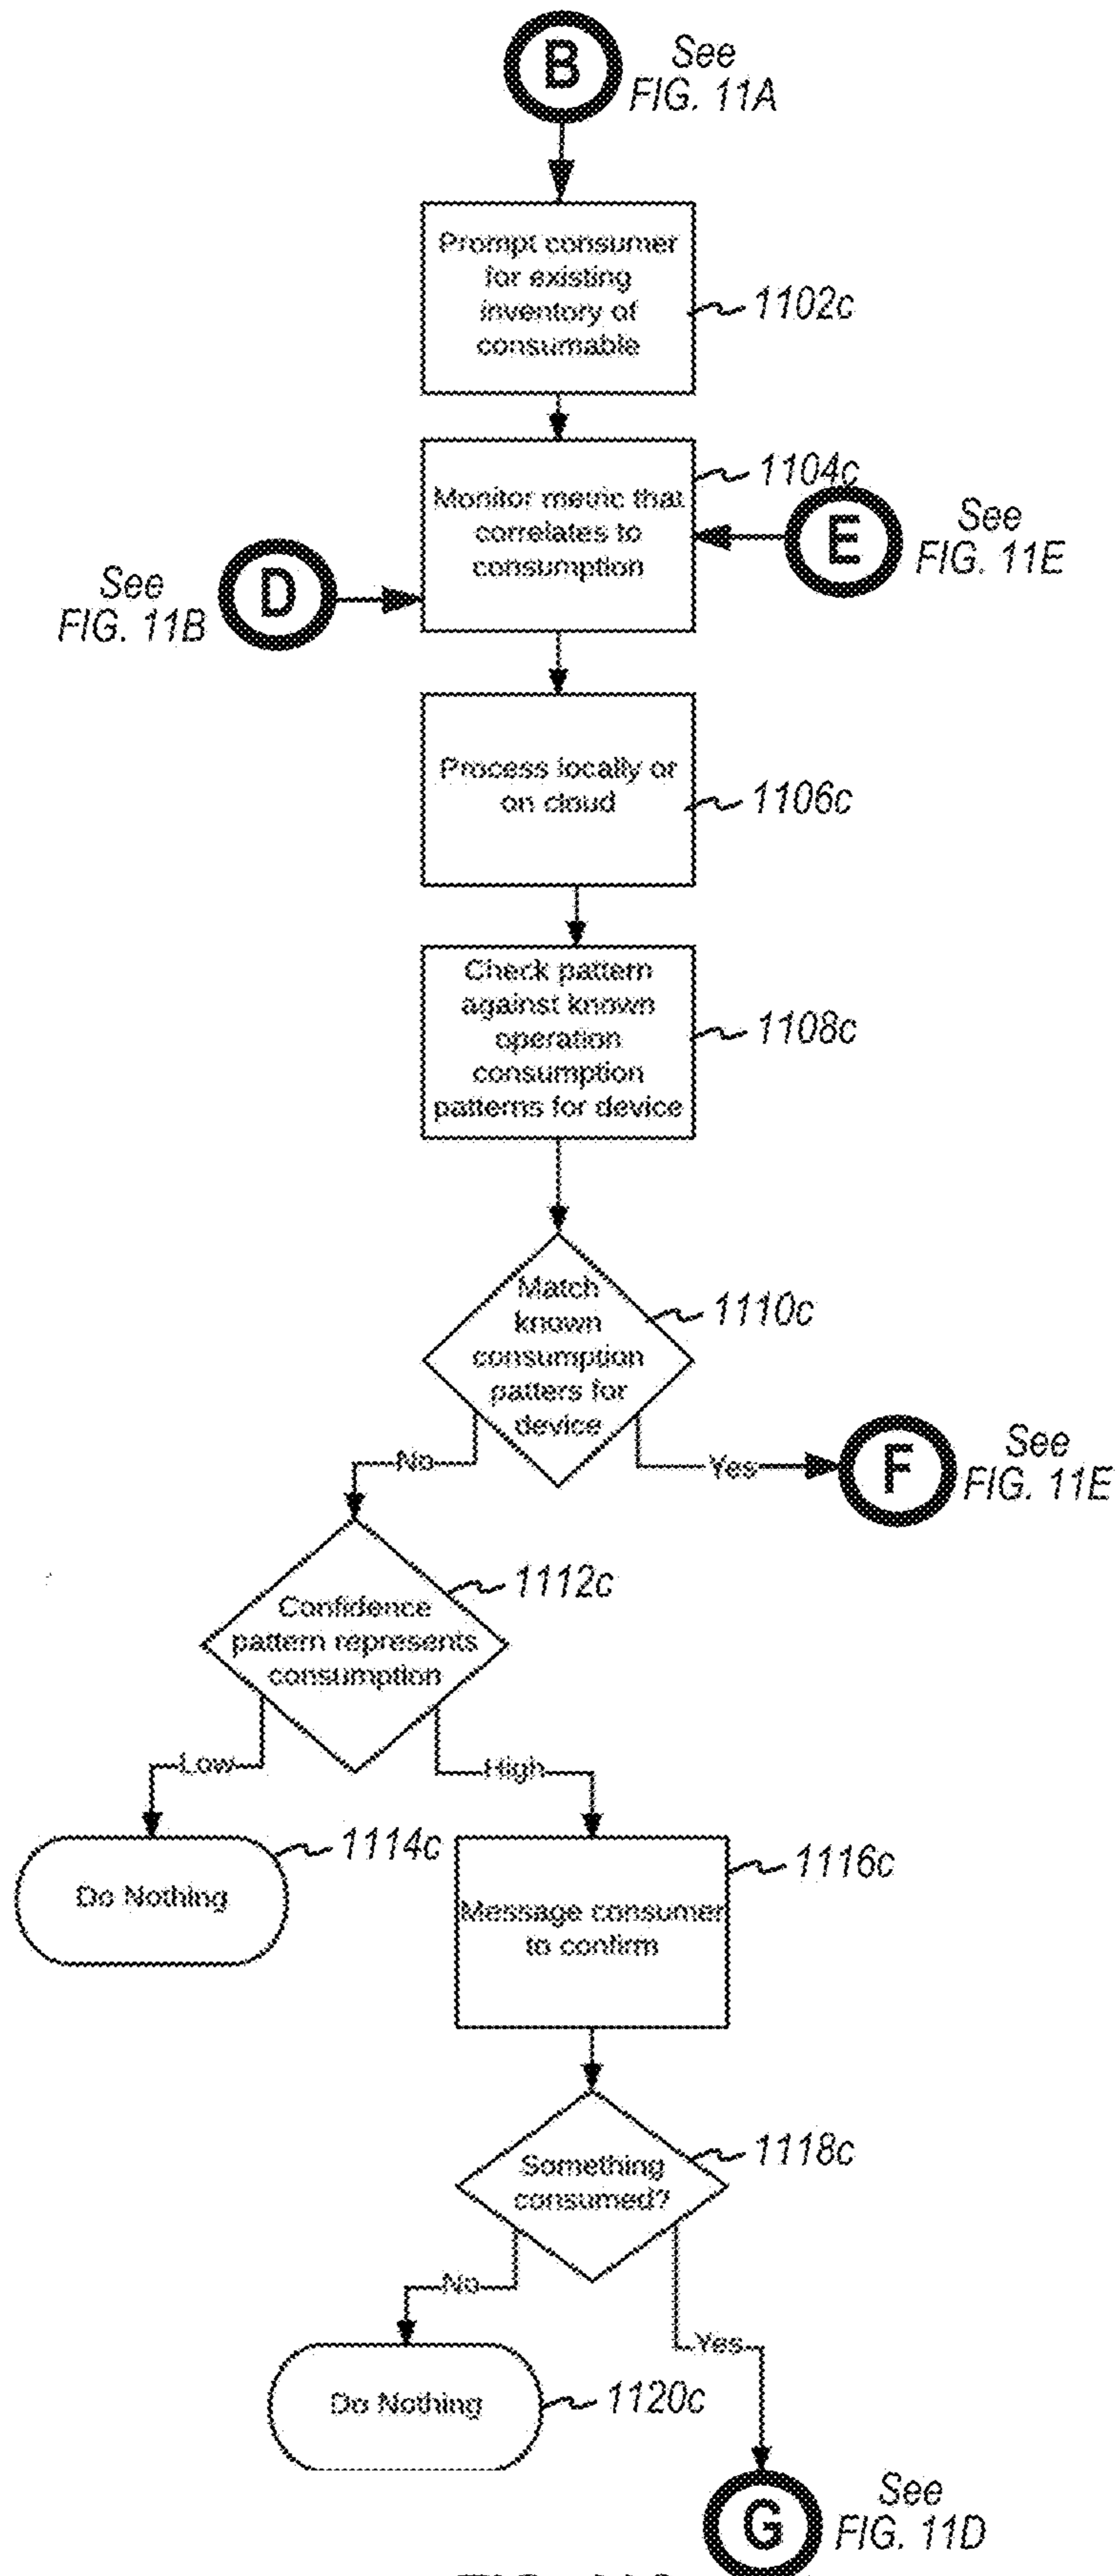 B
See
FIG. 11A
Prompt consumer
for existing
inventory of
consumable
1102c
1104c
Monitor metric that
correlates to
consumption
E
See
FIG. 11E
See
FIG. 11B
D
Process locally or
on cloud
1106c
Check pattern
against known
operation
consumption
patterns for device
1108c
Match
known
consumption
patters for
device
1110c
No
Yes
F
See
FIG. 11E
1112c
Confidence
pattern represents
consumption
Low
High
1114c
Do Nothing
1116c
Message consumer
to confirm
1118c
Something
consumed?
No
Yes
Do Nothing
1120c
G
See
FIG. 11D